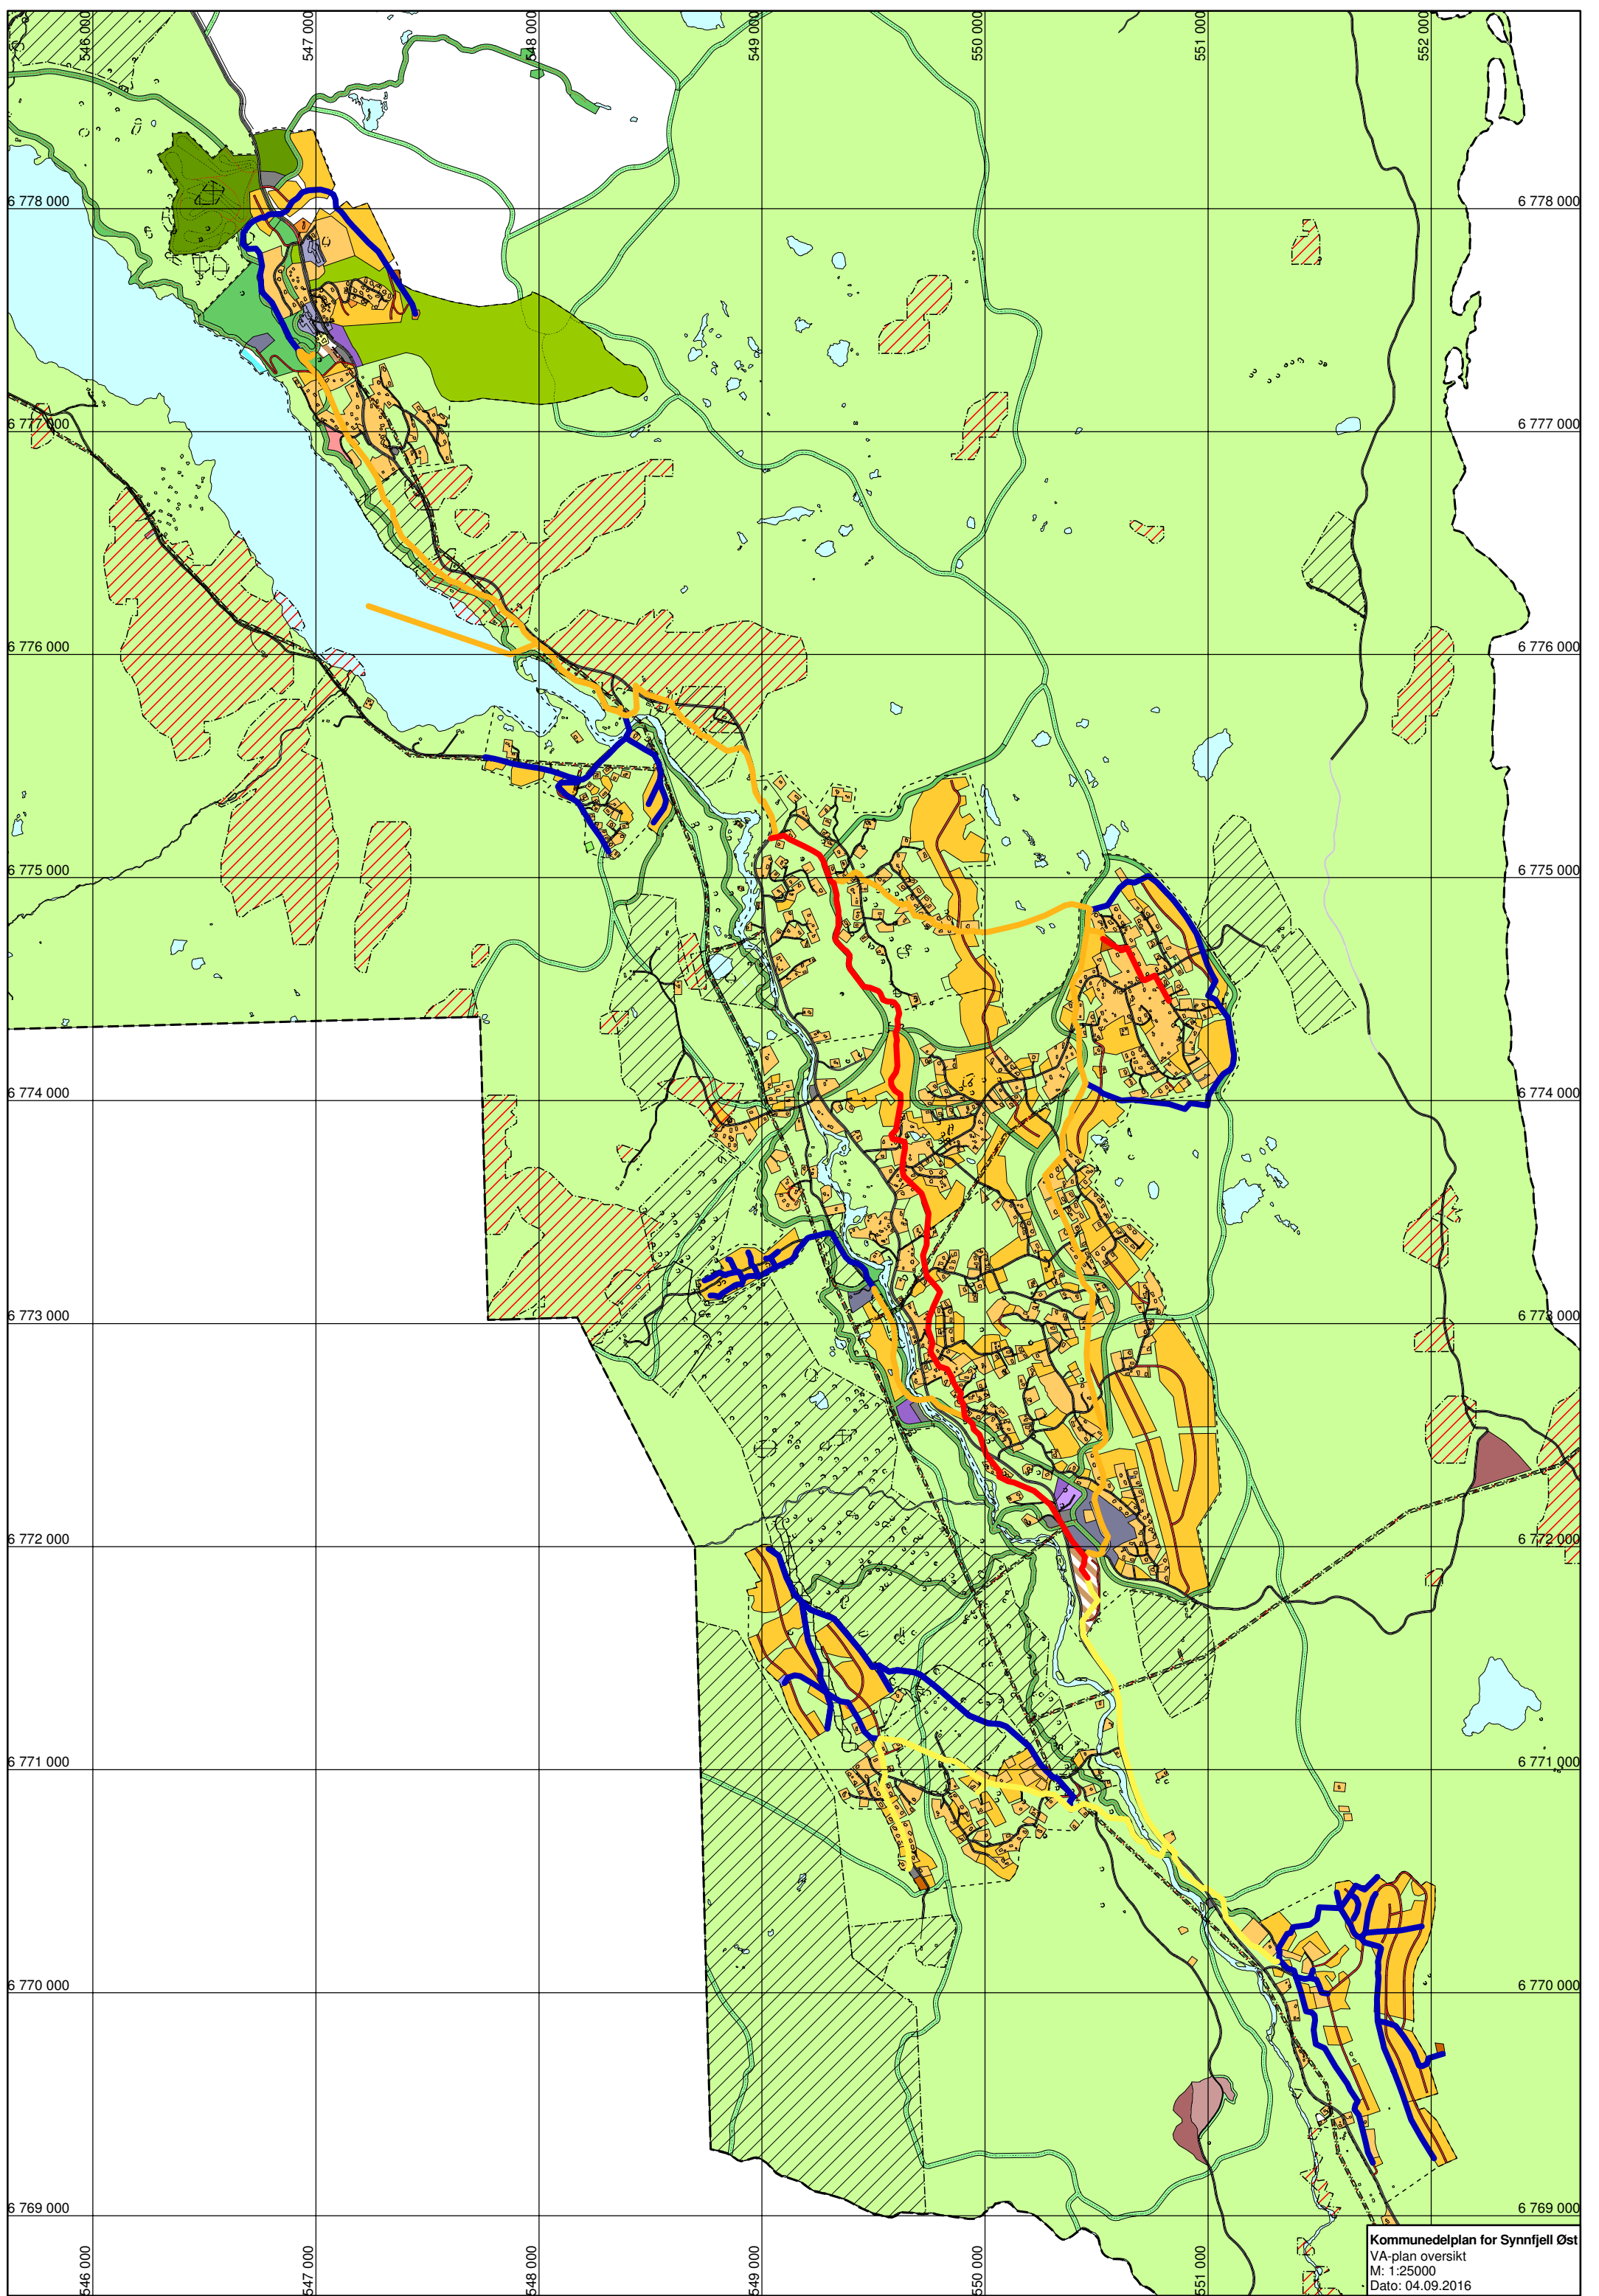 546 000
547 000
548 000
549 000
550 000
551 000
552 000
6 778 000
6 778 000
6 777 000
6 777 000
6 776 000
6 776 000
6 775 000
6 775 000
6 774 000
6 774 000
6 773 000
6 773 000
6 772 000
6 772 000
6 771 000
6 771 000
6 770 000
6 770 000
6 769 000
6 769 000
546 000
547 000
548 000
549 000
550 000
551 000
Kommunedelplan for Synnfjell Øst
VA-plan oversikt
M: 1:25000
Dato: 04.09.2016